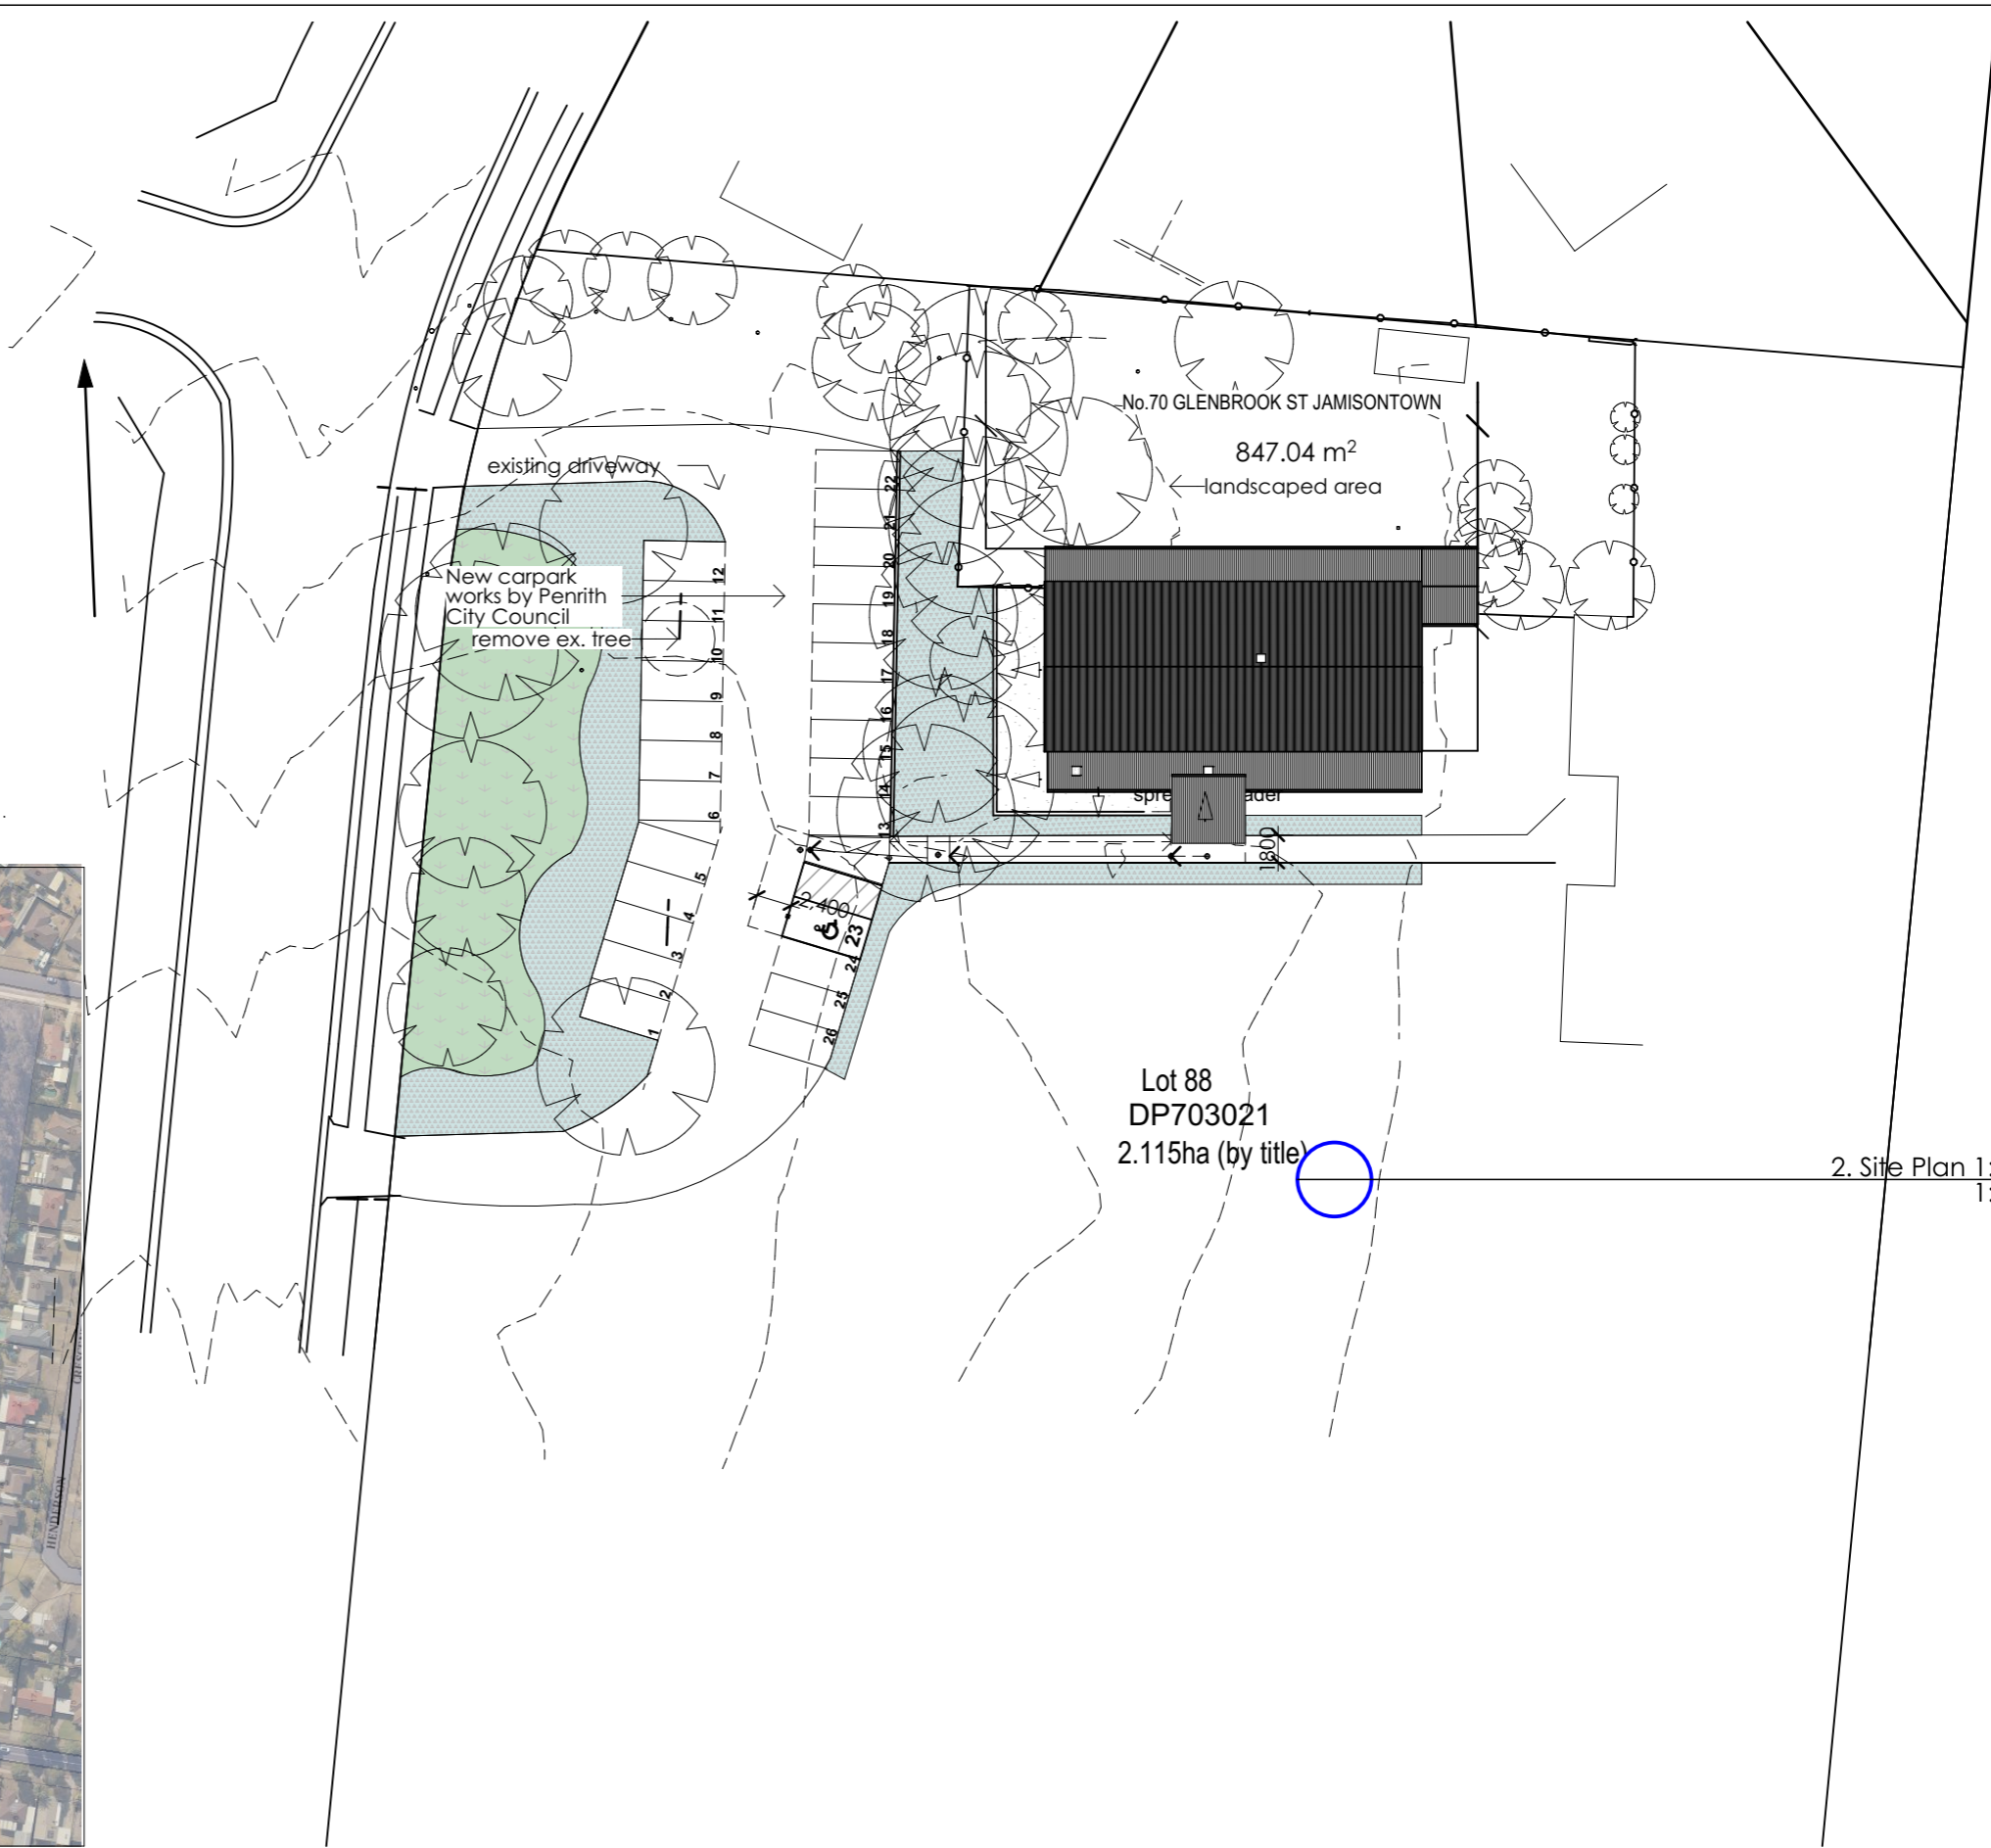 No.70 GLENBROOK ST JAMISONTOWN
847.04 m²
landscaped area
existing driveway
New carpark
works by Penrith
City Council
remove ex. tree
22
21
20
19
18
17
16
15
14
13
12
11
10
9
8
7
6
5
4
3
2
1
1800
2,400
23
24
25
26
Lot 88
DP703021
2.115ha (by title)
2. Site Plan
HENDERSON